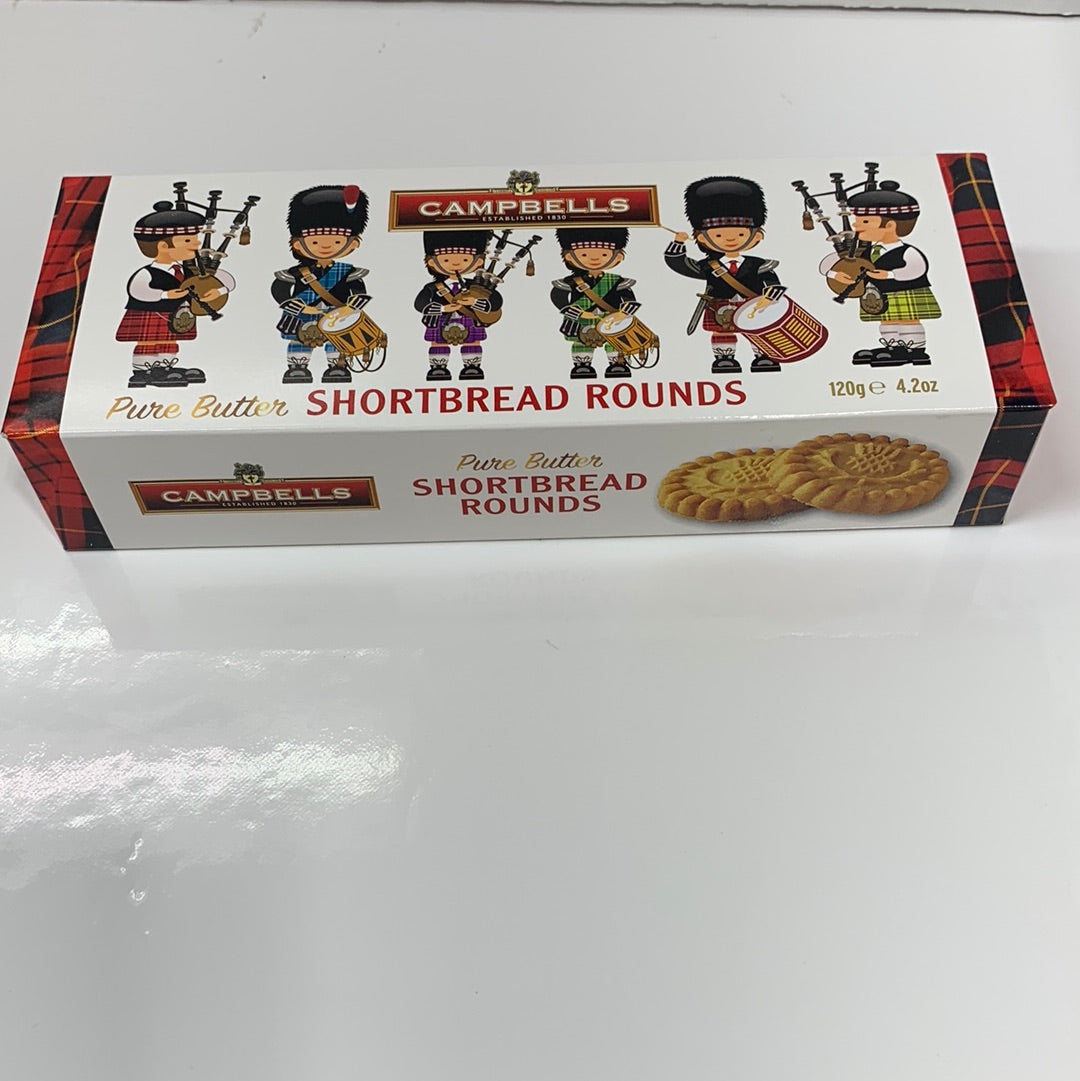 CAMPBELLS
ESTABLISHED 1830
Pure Butter SHORTBREAD ROUNDS
120g e 4.2oz
CAMPBELLS
ESTABLISHED 1830
Pure Butter
SHORTBREAD
ROUNDS